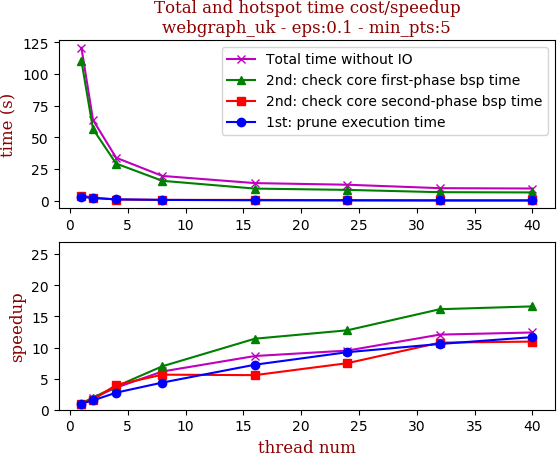 Total and hotspot time cost/speedup
webgraph_uk - eps:0.1 - min_pts:5
time (s)
125
100
75
50
25
0
Total time without IO
2nd: check core first-phase bsp time
2nd: check core second-phase bsp time
1st: prune execution time
0 5 10 15 20 25 30 35 40
speedup
25
20
15
10
5
0
0 5 10 15 20 25 30 35 40
thread num